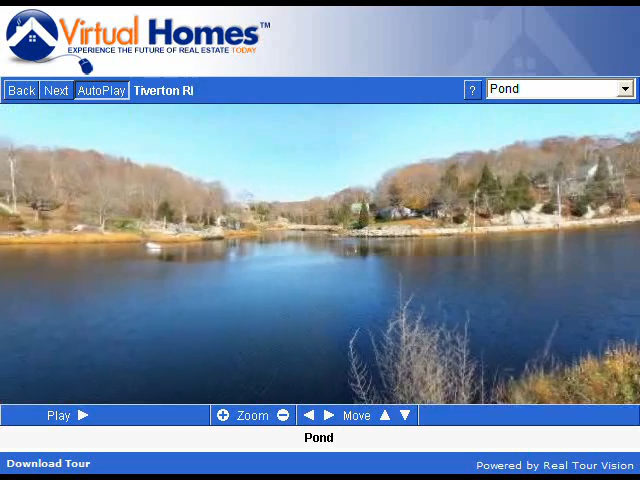 Virtual Homes™
EXPERIENCE THE FUTURE OF REAL ESTATE TODAY
Back Next AutoPlay Tiverton RI ? Pond
Play Zoom Move
Pond
Download Tour Powered by Real Tour Vision